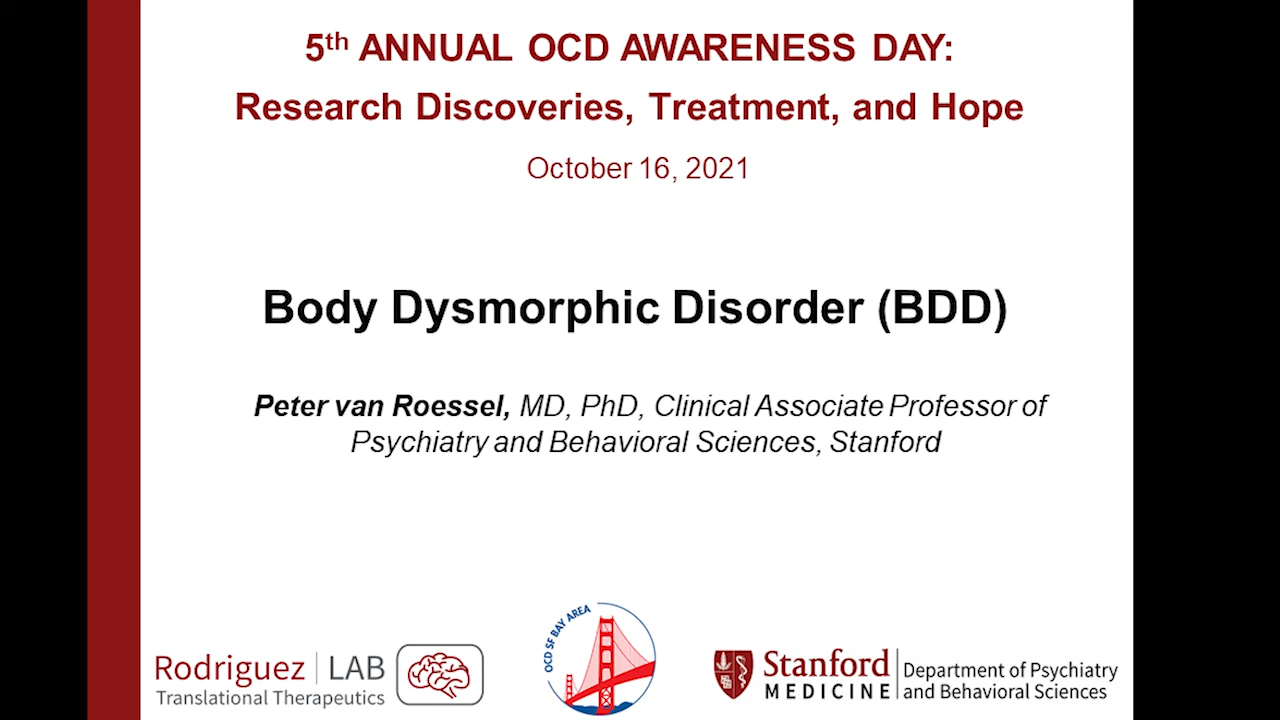 5th ANNUAL OCD AWARENESS DAY:
Research Discoveries, Treatment, and Hope
October 16, 2021
Body Dysmorphic Disorder (BDD)
Peter van Roessel, MD, PhD, Clinical Associate Professor of
Psychiatry and Behavioral Sciences, Stanford
Rodriguez LAB
Translational Therapeutics
OCD SF BAY AREA
Stanford
MEDICINE
Department of Psychiatry
and Behavioral Sciences